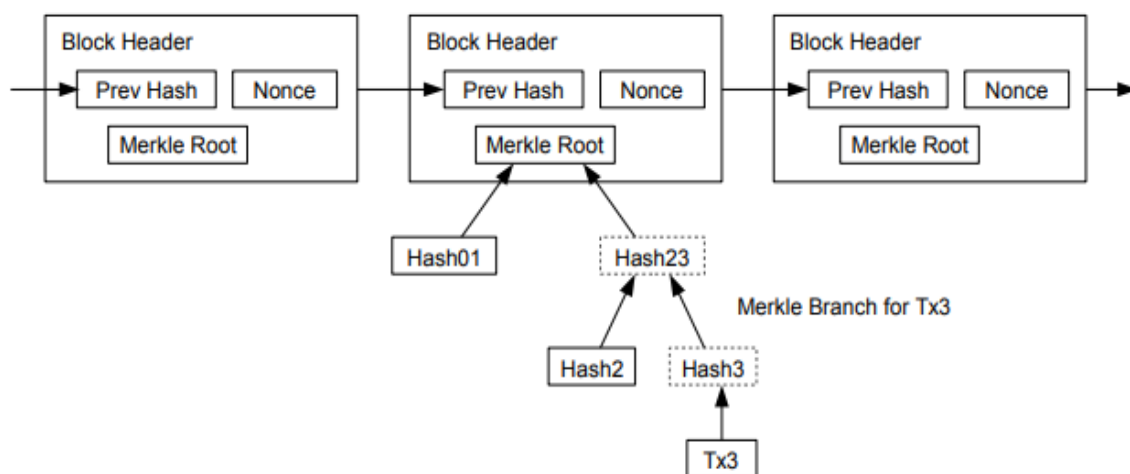 Block Header
Block Header
Block Header
Prev Hash
Nonce
Prev Hash
Nonce
Prev Hash
Nonce
Merkle Root
Merkle Root
Merkle Root
Hash01
Hash23
Merkle Branch for Tx3
Hash2
Hash3
Tx3